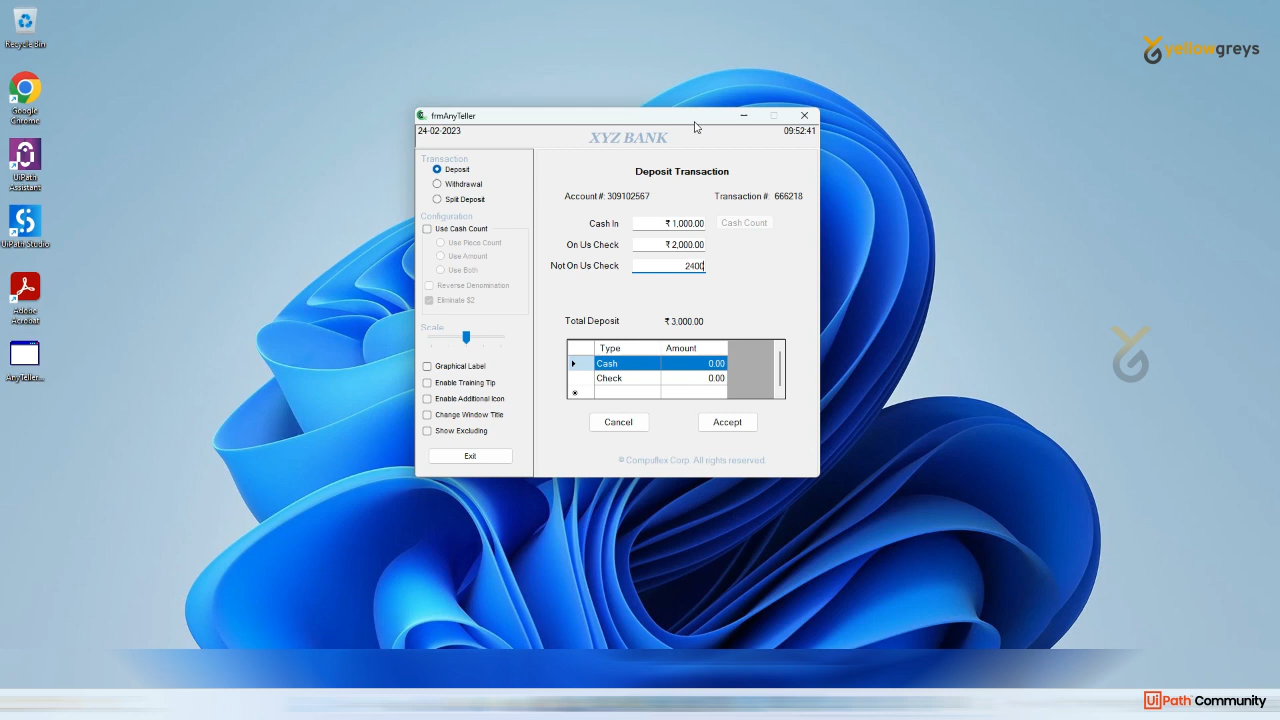 Recycle Bin
Google Chrome
UiPath Assistant
UiPath Studio
Adobe Acrobat
AnyTeller...
yellowgreys
frmAnyTeller
24-02-2023
XYZ BANK
09:52:41
Transaction
Deposit
Withdrawal
Split Deposit
Configuration
Use Cash Count
Use Piece Count
Use Amount
Use Both
Reverse Denomination
Eliminate $2
Scale
Graphical Label
Enable Training Tip
Enable Additional Icon
Change Window Title
Show Excluding
Exit
Deposit Transaction
Account #: 309102567 Transaction #: 666218
Cash In ₹ 1,000.00 Cash Count
On Us Check ₹ 2,000.00
Not On Us Check 2400
Total Deposit ₹ 3,000.00
Type Amount
Cash 0.00
Check 0.00
Cancel Accept
© Compuflex Corp. All rights reserved.
UiPath Community